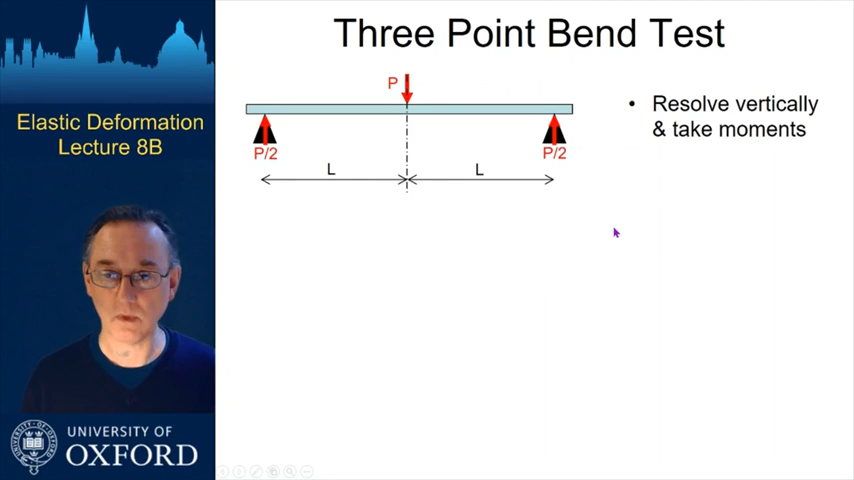 Three Point Bend Test
Elastic Deformation
Lecture 8B
P
P/2
P/2
L
L
• Resolve vertically
& take moments
UNIVERSITY OF
OXFORD